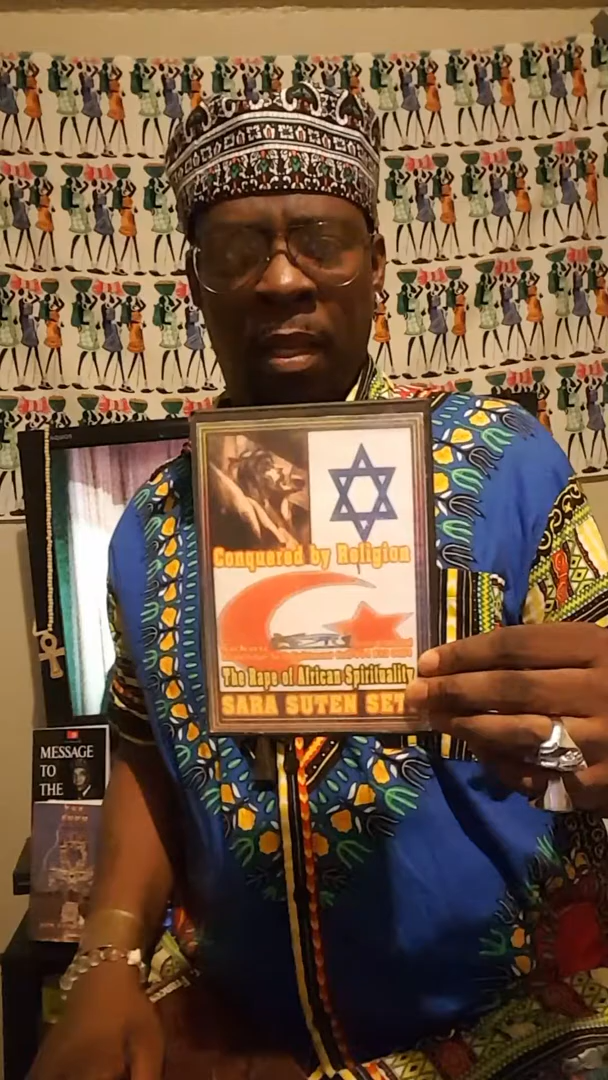 Conquered by Religion
The Rape of African Spirituality
SARA SUTEN SETI
MESSAGE
TO
THE